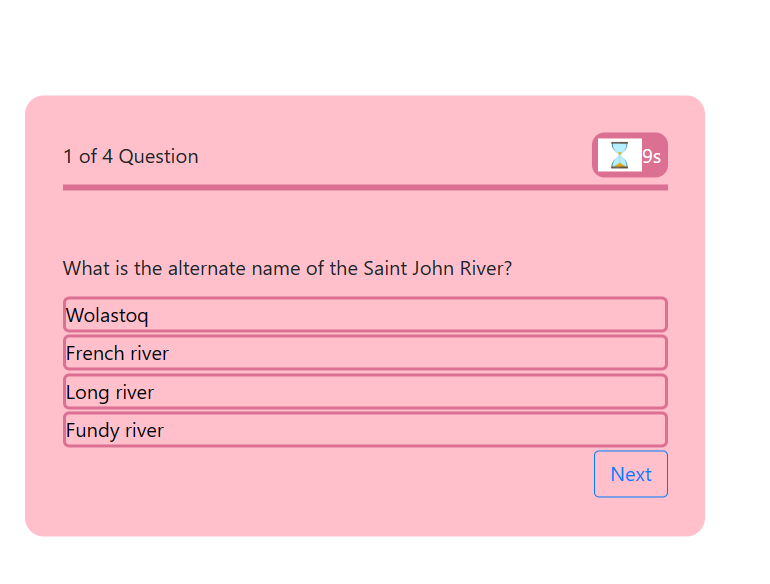 1 of 4 Question
9s
What is the alternate name of the Saint John River?
Wolastoq
French river
Long river
Fundy river
Next